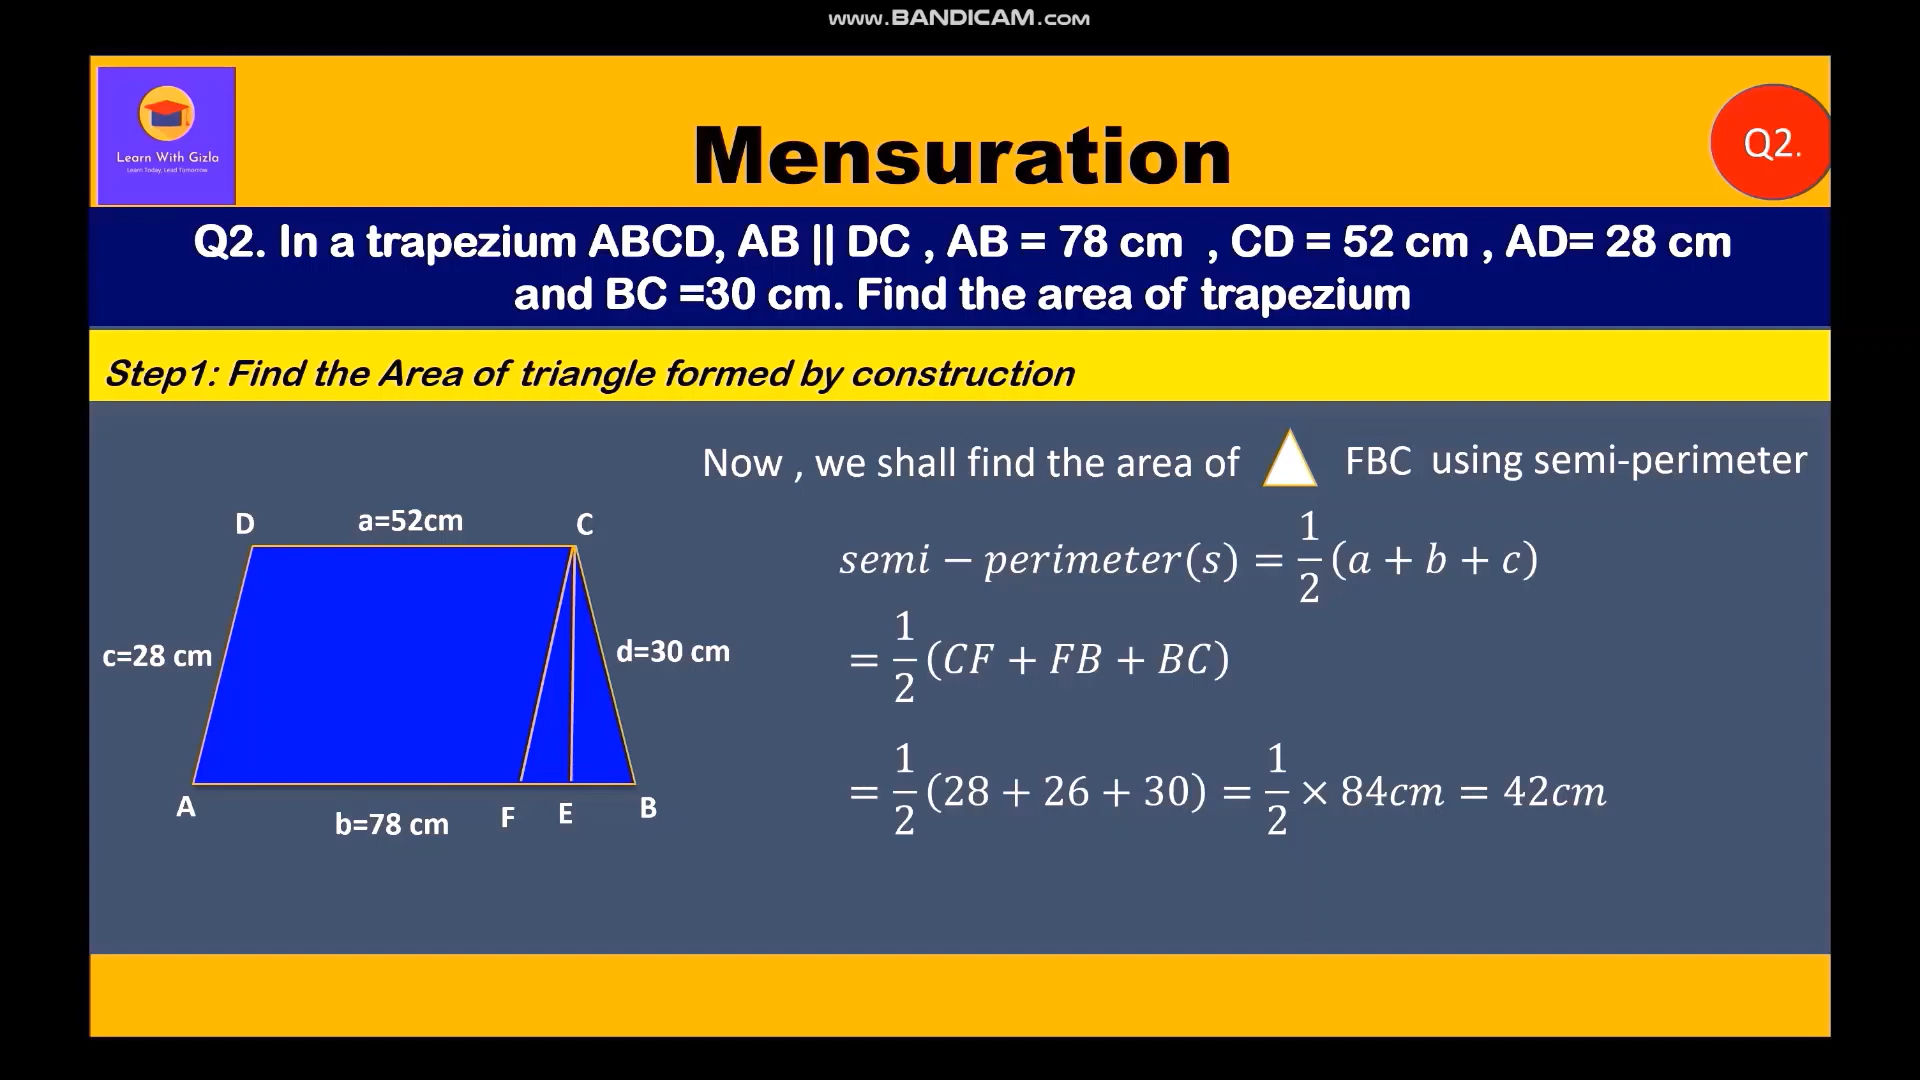 www.BANDICAM.com
Learn With Gizla
Learn Today, Lead Tomorrow
Mensuration
Q2.
Q2. In a trapezium ABCD, AB || DC , AB = 78 cm , CD = 52 cm , AD= 28 cm
and BC =30 cm. Find the area of trapezium
Step1: Find the Area of triangle formed by construction
Now , we shall find the area of FBC using semi-perimeter
D a=52cm C
c=28 cm
d=30 cm
A b=78 cm F E B
semi − perimeter(s) = 1/2 (a + b + c)
= 1/2 (CF + FB + BC)
= 1/2 (28 + 26 + 30) = 1/2 × 84cm = 42cm